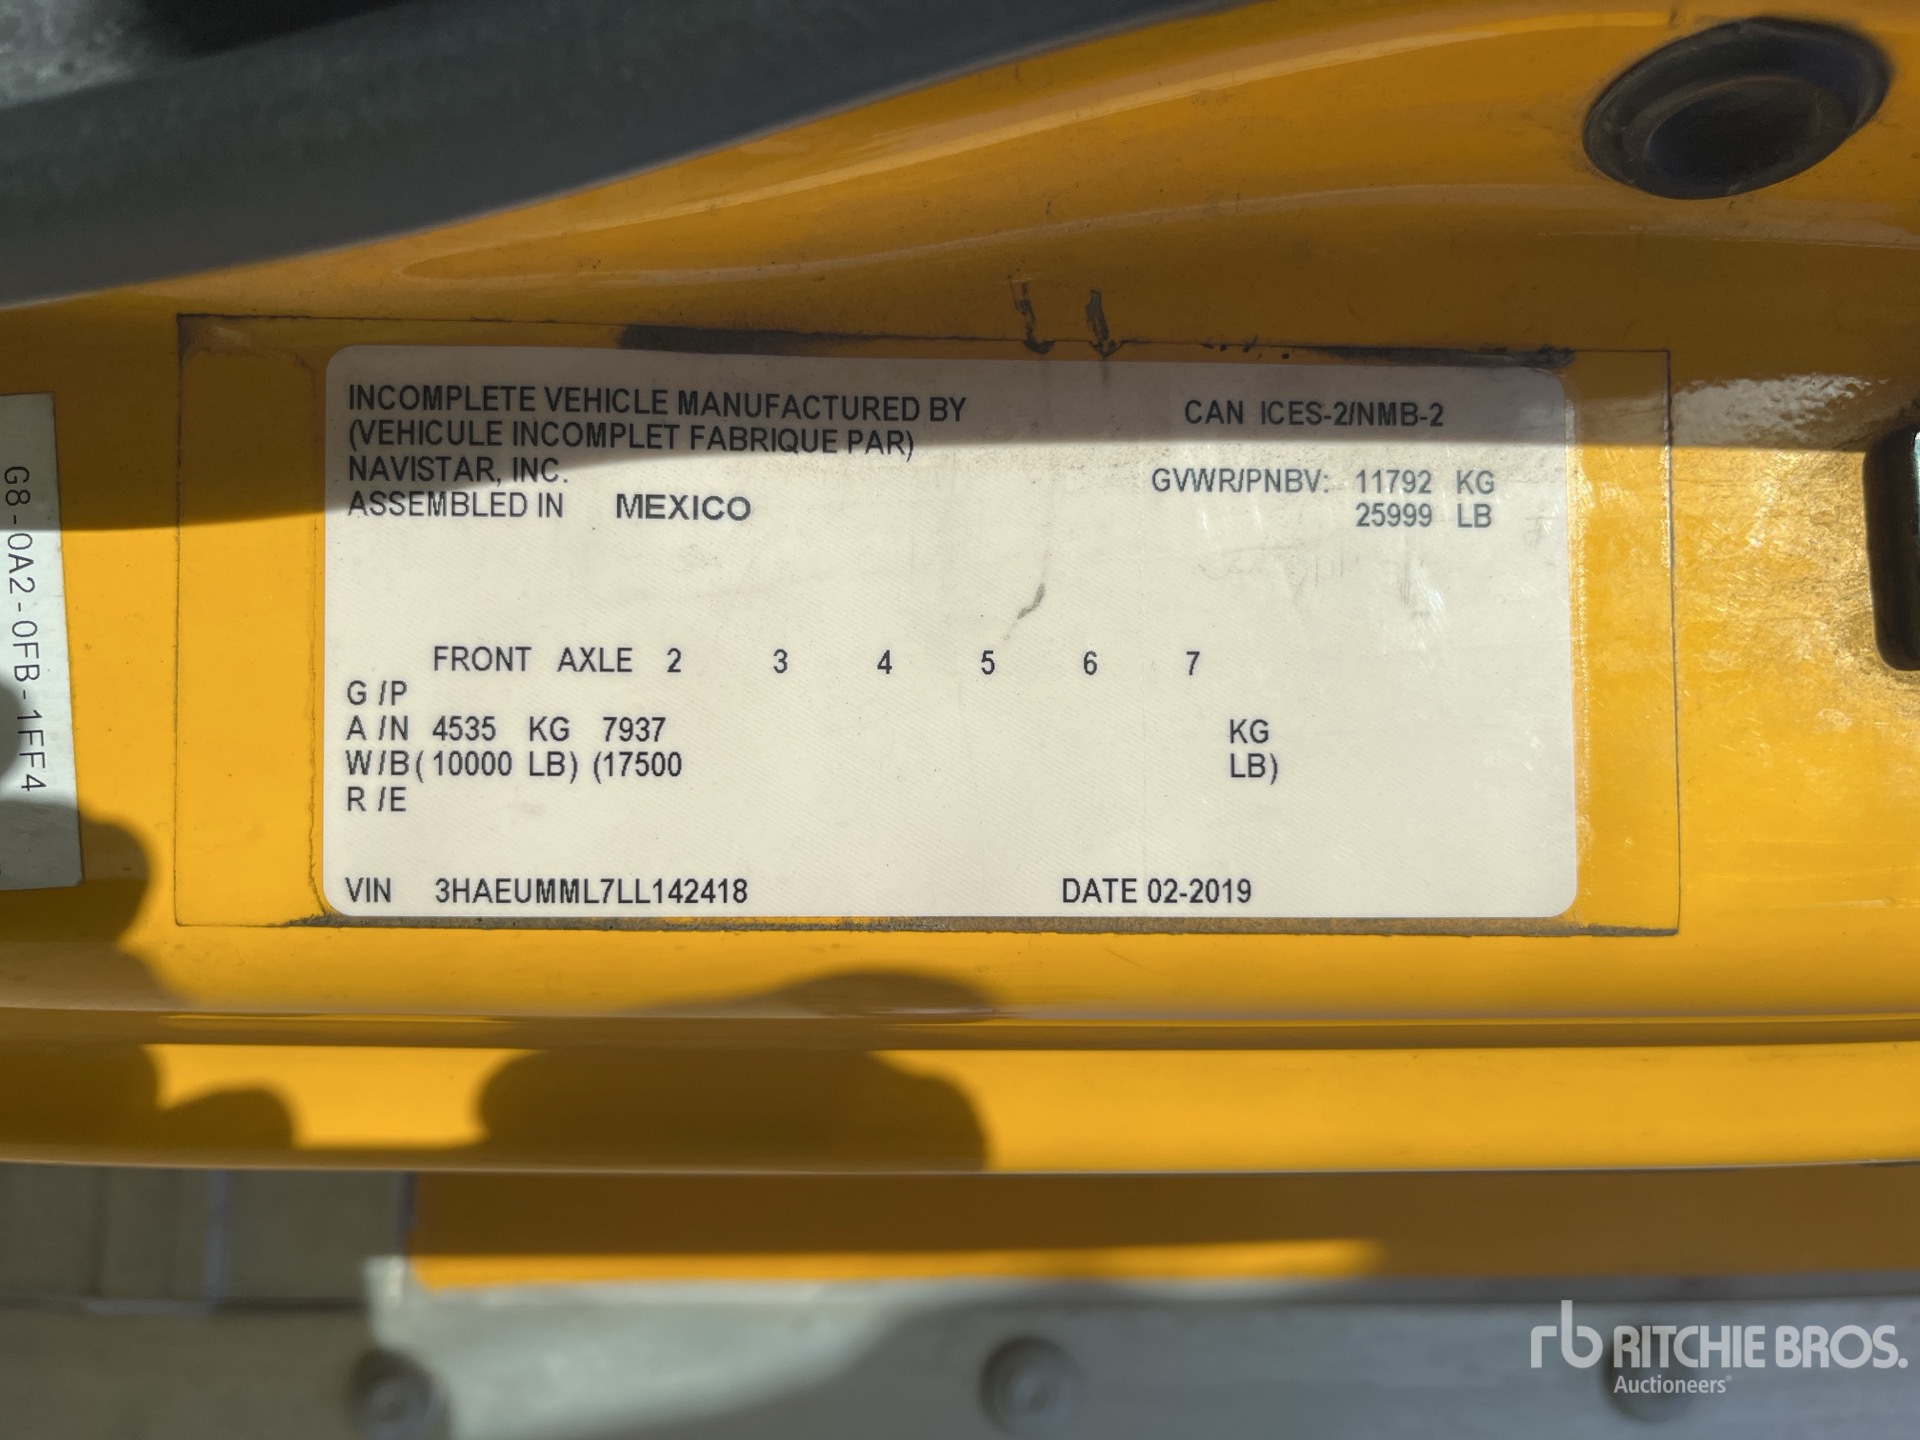 INCOMPLETE VEHICLE MANUFACTURED BY
(VEHICULE INCOMPLET FABRIQUE PAR)
NAVISTAR, INC.
ASSEMBLED IN MEXICO
CAN ICES-2/NMB-2
GVWR/PNBV: 11792 KG
25999 LB
FRONT AXLE 2 3 4 5 6 7
G /P
A /N 4535 KG 7937 KG
W/B (10000 LB) (17500 LB)
R /E
VIN 3HAEUMML7LL142418 DATE 02-2019
G8-0A2-0FB-1FF4
rb RITCHIE BROS.
Auctioneers